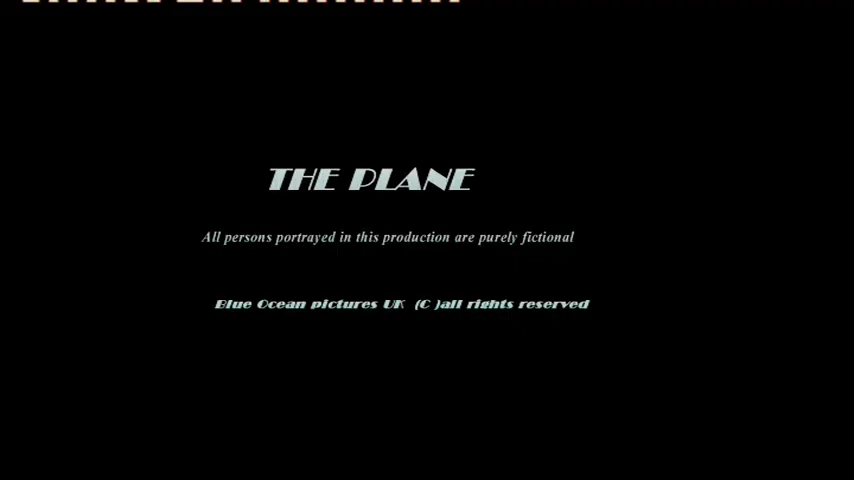 THE PLANE
All persons portrayed in this production are purely fictional
Blue Ocean pictures UK (C )all rights reserved